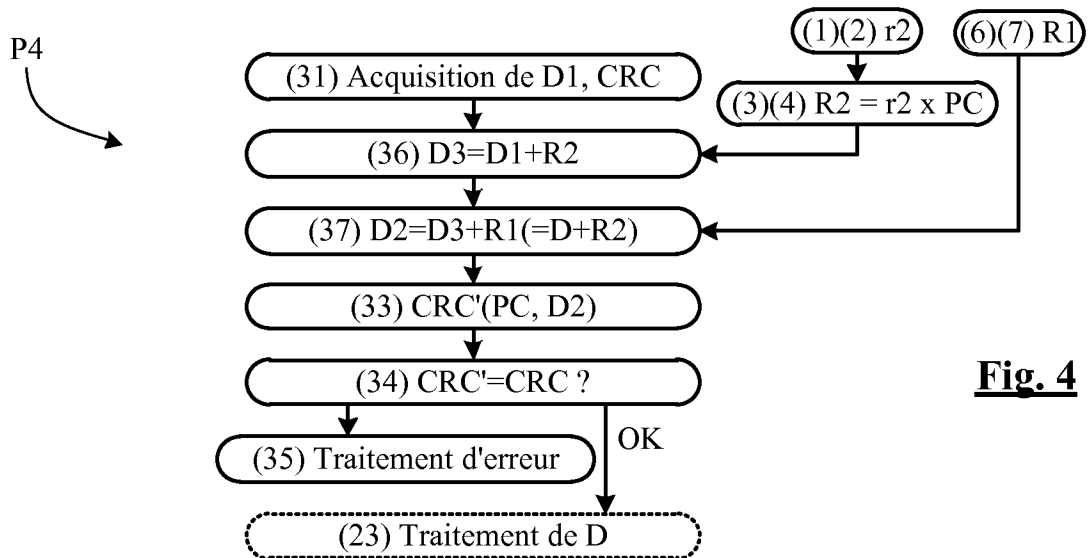 P4
(1)(2) r2
(6)(7) R1
(31) Acquisition de D1, CRC
(3)(4) R2 = r2 x PC
(36) D3=D1+R2
(37) D2=D3+R1(=D+R2)
(33) CRC'(PC, D2)
(34) CRC'=CRC ?
Fig. 4
OK
(35) Traitement d'erreur
(23) Traitement de D